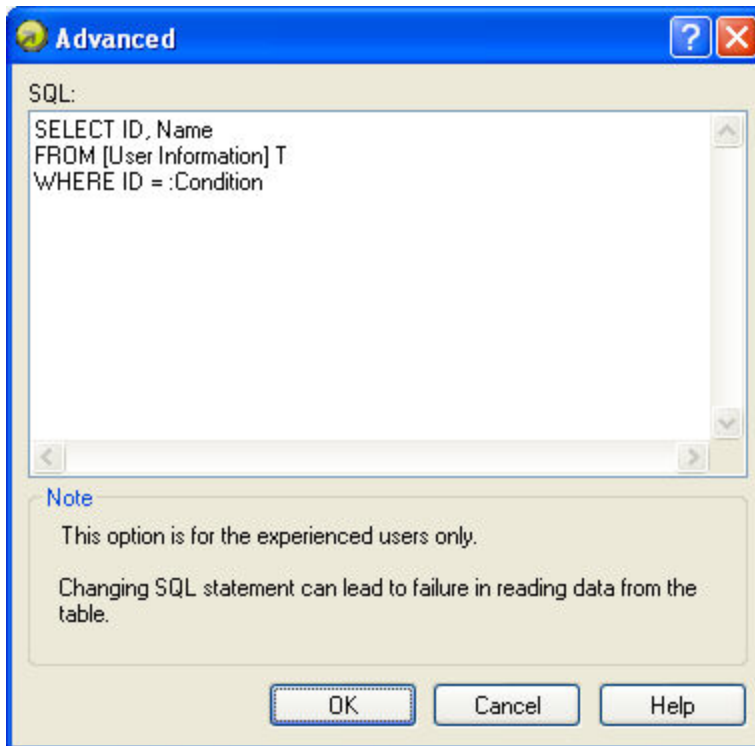 Advanced
SQL:
SELECT ID, Name
FROM [User Information] T
WHERE ID = :Condition
Note
This option is for the experienced users only.
Changing SQL statement can lead to failure in reading data from the
table.
OK Cancel Help